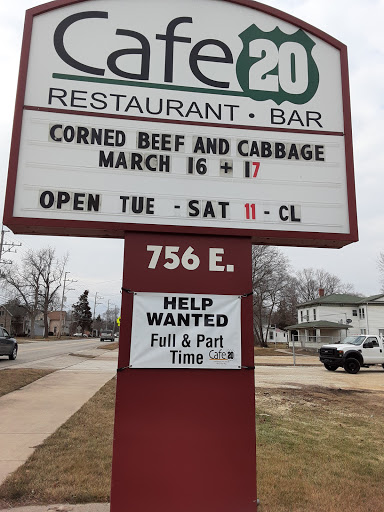 Cafe 20
RESTAURANT • BAR
CORNED BEEF AND CABBAGE
MARCH 16 + 17
OPEN TUE - SAT 11 - CL
756 E.
HELP
WANTED
Full & Part
Time Cafe 20